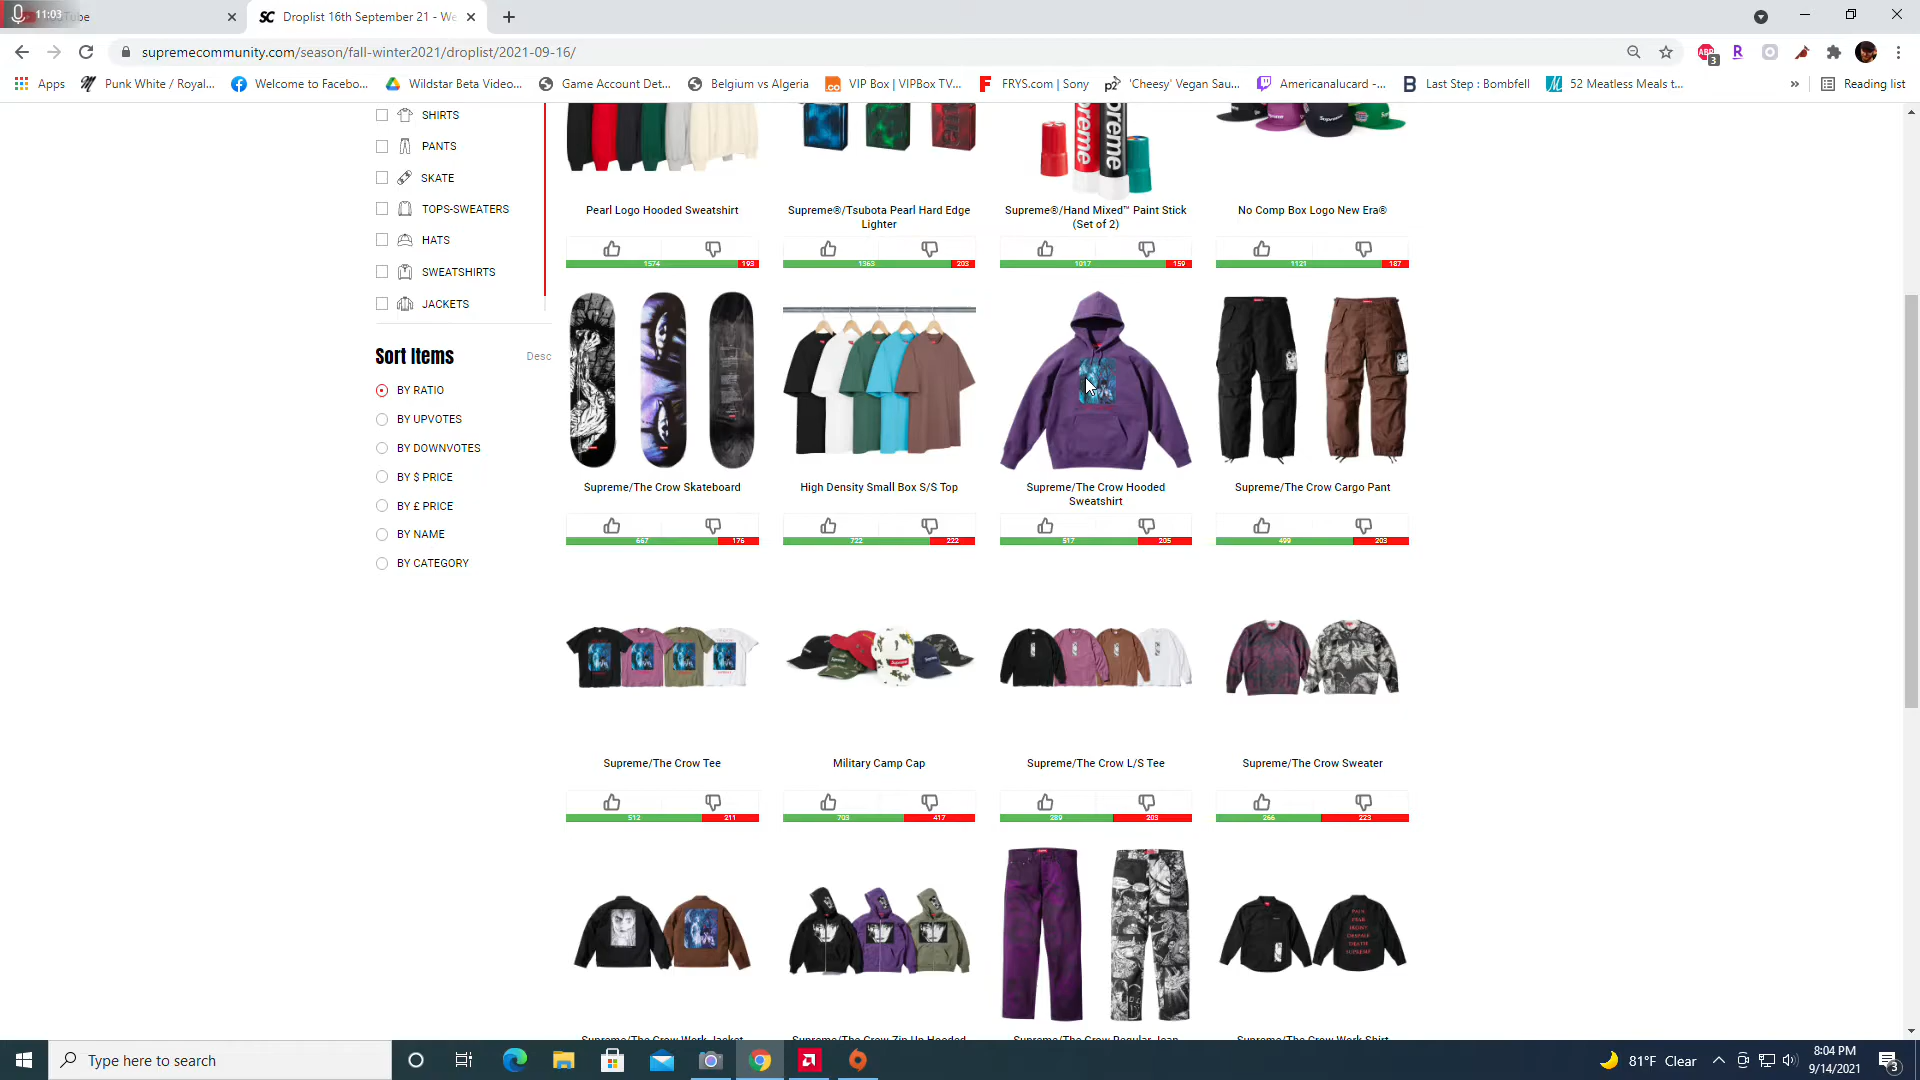 11:03
Droplist 16th September 21 - We
supremecommunity.com/season/fall-winter2021/droplist/2021-09-16/
Apps
Punk White / Royal...
Welcome to Facebo...
Wildstar Beta Video...
Game Account Det...
Belgium vs Algeria
VIP Box | VIPBox TV...
FRYS.com | Sony
'Cheesy' Vegan Sau...
Americanalucard -...
Last Step : Bombfell
52 Meatless Meals t...
Reading list
SHIRTS
PANTS
SKATE
TOPS-SWEATERS
HATS
SWEATSHIRTS
JACKETS
Sort Items
Desc
BY RATIO
BY UPVOTES
BY DOWNVOTES
BY $ PRICE
BY £ PRICE
BY NAME
BY CATEGORY
Pearl Logo Hooded Sweatshirt
1574 193
Supreme®/Tsubota Pearl Hard Edge
Lighter
1363 203
Supreme®/Hand Mixed™ Paint Stick
(Set of 2)
1017 159
No Comp Box Logo New Era®
1121 187
Supreme/The Crow Skateboard
667 176
High Density Small Box S/S Top
722 222
Supreme/The Crow Hooded
Sweatshirt
517 205
Supreme/The Crow Cargo Pant
499 203
Supreme/The Crow Tee
512 211
Military Camp Cap
703 417
Supreme/The Crow L/S Tee
289 203
Supreme/The Crow Sweater
266 223
Supreme/The Crow Work Jacket
Supreme/The Crow Zip Up Hooded
Supreme/The Crow Regular Jean
Supreme/The Crow Work Shirt
Type here to search
81°F Clear
8:04 PM
9/14/2021
3